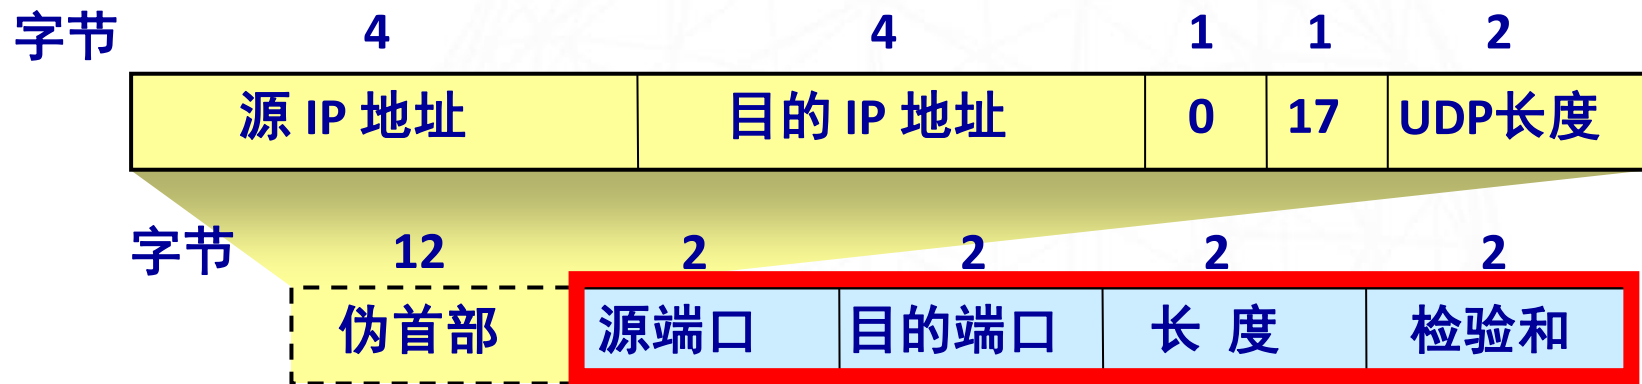 字节 4 4 1 1 2
源 IP 地址 目的 IP 地址 0 17 UDP长度
字节 12 2 2 2 2
伪首部 源端口 目的端口 长 度 检验和